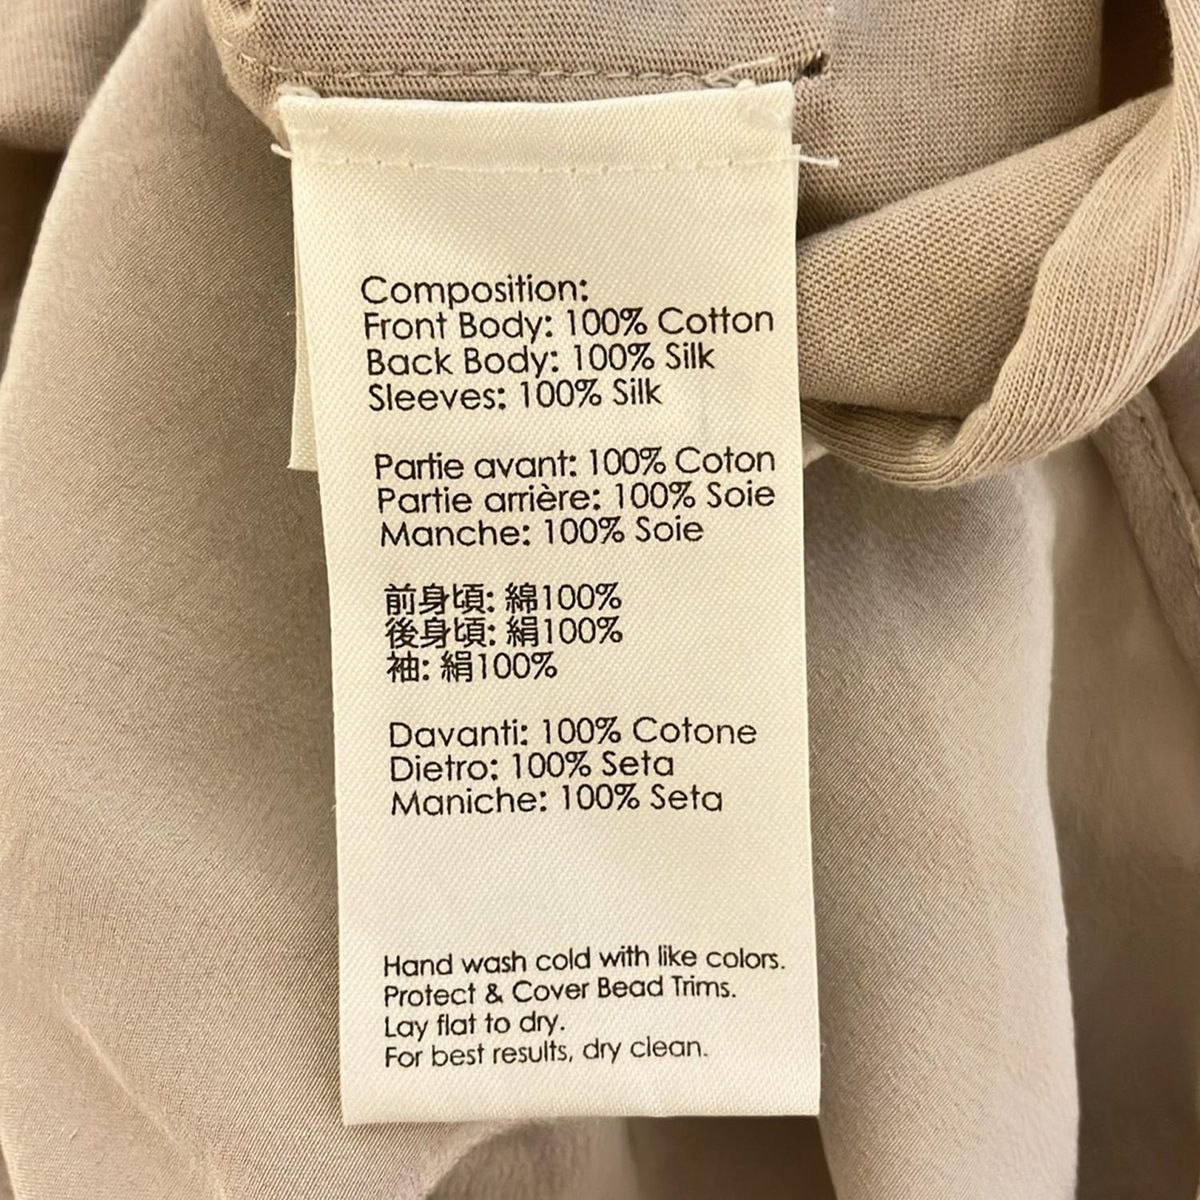 Composition:
Front Body: 100% Cotton
Back Body: 100% Silk
Sleeves: 100% Silk
Partie avant: 100% Coton
Partie arrière: 100% Soie
Manche: 100% Soie
前身頃: 綿100%
後身頃: 絹100%
袖: 絹100%
Davanti: 100% Cotone
Dietro: 100% Seta
Maniche: 100% Seta
Hand wash cold with like colors.
Protect & Cover Bead Trims.
Lay flat to dry.
For best results, dry clean.